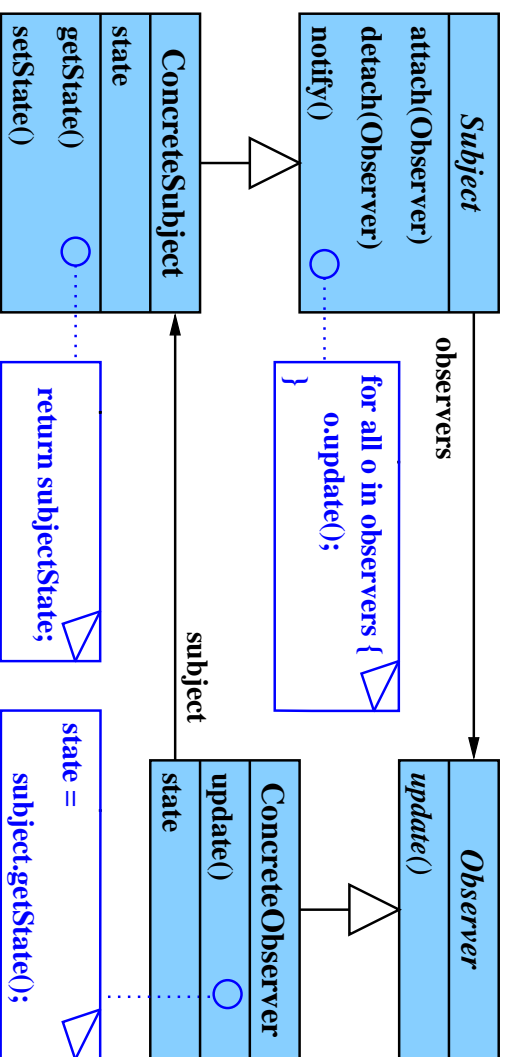 Subject
attach(Observer)
detach(Observer)
notify()
observers
Observer
update()
for all o in observers {
o.update();
}
ConcreteSubject
state
getState()
setState()
subject
ConcreteObserver
update()
state
return subjectState;
state =
subject.getState();